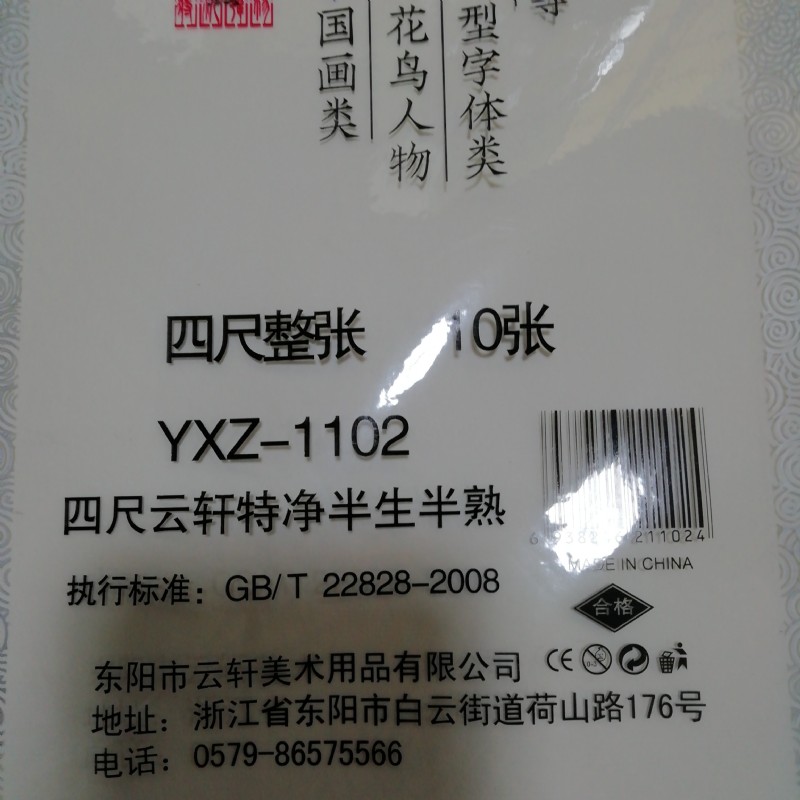 型字体类
花鸟人物
国画类
四尺整张 10张
YXZ-1102
四尺云轩特净半生半熟
MADE IN CHINA
执行标准：GB/T 22828-2008
合格
东阳市云轩美术用品有限公司
地址：浙江省东阳市白云街道荷山路176号
电话：0579-86575566